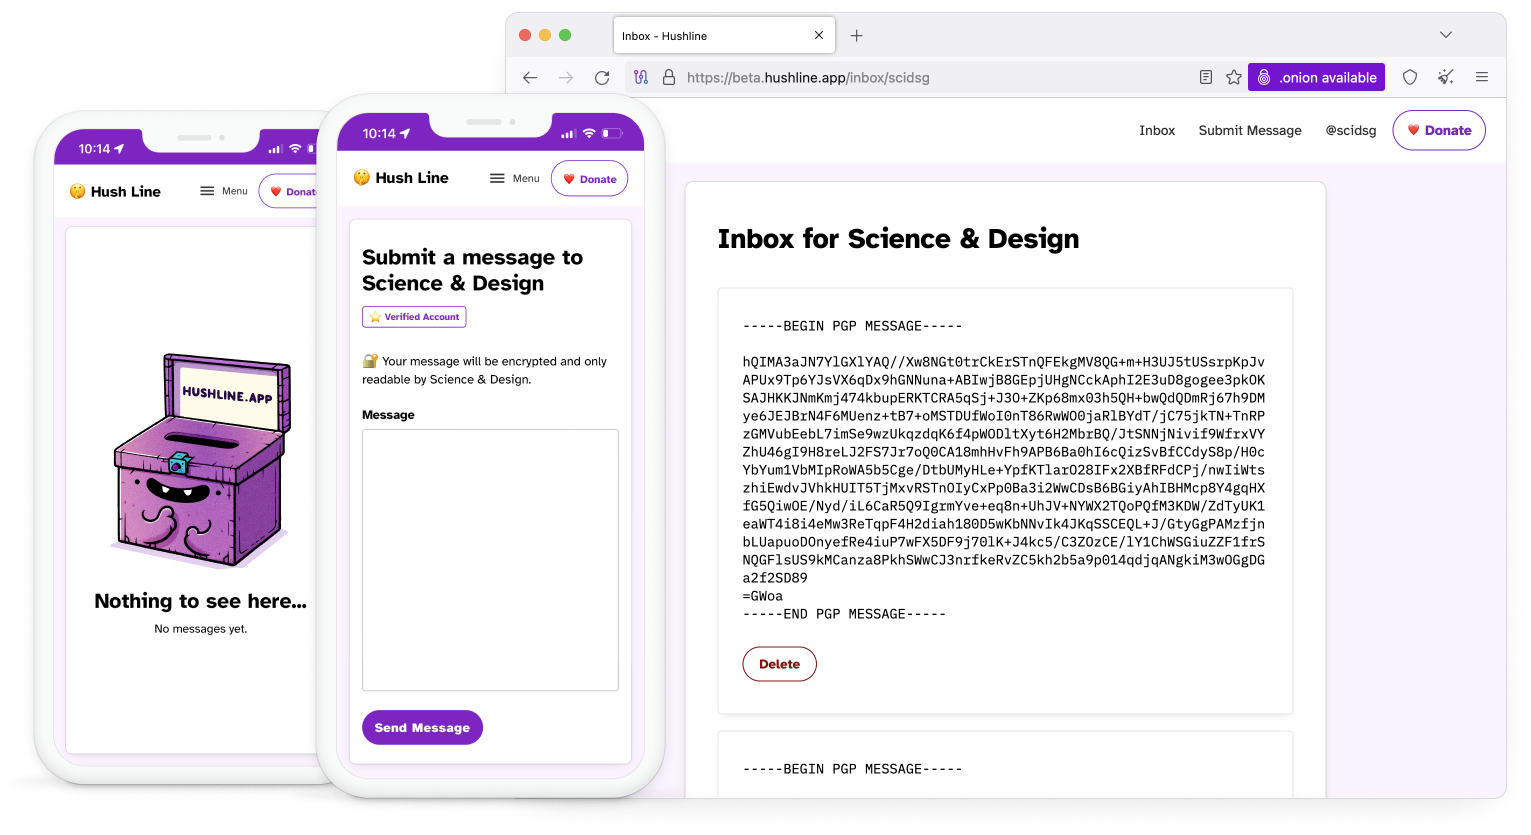 10:14
Hush Line
Menu
Donat
HUSHLINE.APP
Nothing to see here...
No messages yet.
10:14
Hush Line
Menu
Donate
Submit a message to
Science & Design
Verified Account
Your message will be encrypted and only
readable by Science & Design.
Message
Send Message
Inbox - Hushline
https://beta.hushline.app/inbox/scidsg
.onion available
Inbox
Submit Message
@scidsg
Donate
Inbox for Science & Design
-----BEGIN PGP MESSAGE-----
hQIMA3aJN7YlGXlYAQ//Xw8NGt0trCkErSTnQFEkgMV8QG+m+H3UJ5tUSsrpKpJv
APUx9Tp6YJsVX6qDx9hGNNuna+ABIwjB8GEpjUHgNCckAphI2E3uD8gogee3pkOK
SAJHKKJNmKmj474kbupERKTCRA5qSj+J3O+ZKp68mx03h5QH+bwQdQDmRj67h9DM
ye6JEJBrN4F6MUenz+tB7+oMSTDUfWoI0nT86RwWO0jaRlBYdT/jC75jkTN+TnRP
zGMVubEebL7imSe9wzUkqzdqK6f4pWODltXyt6H2MbrBQ/JtSNNjNivif9WfrxVY
ZhU46gI9H8reLJ2FS7Jr7oQ0CA18mhHvFh9APB6Ba0hI6cQizSvBfCCdyS8p/H0c
YbYum1VbMIpRoWA5b5Cge/DtbUMyHLe+YpfKTlarO28IFx2XBfRFdCPj/nwIiWts
zhiEwdvJVhkHUIT5TjMxvRSTnOIyCxPp0Ba3i2WwCDsB6BGiyAhIBHMcp8Y4gqHX
fG5QiwOE/Nyd/iL6CaR5Q9IgrmYve+eq8n+UhJV+NYWX2TQoPQfM3KDW/ZdTyUK1
eaWT4i8i4eMw3ReTqpF4H2diah180D5wKbNNvIk4JKqSSCEQL+J/GtyGgPAMzfjn
bLUapuoDOnyefRe4iuP7wFX5DF9j70lK+J4kc5/C3ZOzCE/lY1ChWSGiuZZF1frS
NQGFlsUS9kMCanza8PkhSWwCJ3nrfkeRvZC5kh2b5a9p014qdjqANgkiM3wOGgDG
a2f2SD89
=GWoa
-----END PGP MESSAGE-----
Delete
-----BEGIN PGP MESSAGE-----